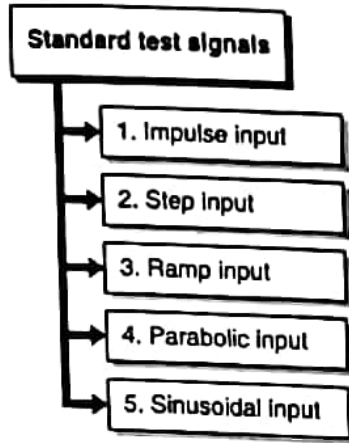 Standard test signals
1. Impulse input
2. Step input
3. Ramp input
4. Parabolic input
5. Sinusoidal input